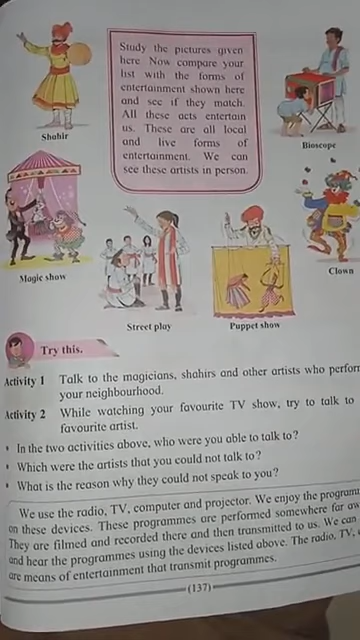 Study the pictures given
here Now compare your
list with the forms of
entertainment shown here
and see if they match.
All these acts entertain
us. These are all local
and live forms of
entertainment. We can
see these artists in person.
Shahir
Bioscope
Magic show
Clown
Street play
Puppet show
Try this.
Activity 1 Talk to the magicians, shahirs and other artists who perform
your neighbourhood.
Activity 2 While watching your favourite TV show, try to talk to
favourite artist.
• In the two activities above, who were you able to talk to?
• Which were the artists that you could not talk to?
• What is the reason why they could not speak to you?
We use the radio, TV, computer and projector. We enjoy the program
on these devices. These programmes are performed somewhere far aw
They are filmed and recorded there and then transmitted to us. We can
and hear the programmes using the devices listed above. The radio, TV,
are means of entertainment that transmit programmes.
(137)